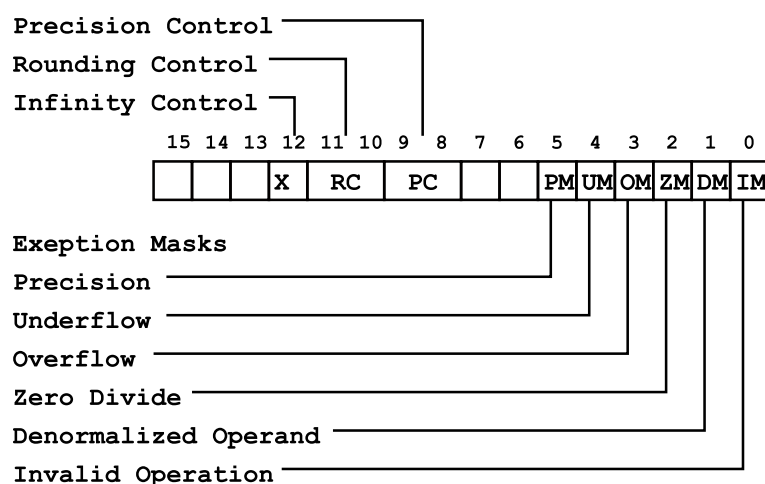 Precision Control
Rounding Control
Infinity Control
15 14 13 12 11 10 9 8 7 6 5 4 3 2 1 0
X RC PC PM UM OM ZM DM IM
Exeption Masks
Precision
Underflow
Overflow
Zero Divide
Denormalized Operand
Invalid Operation